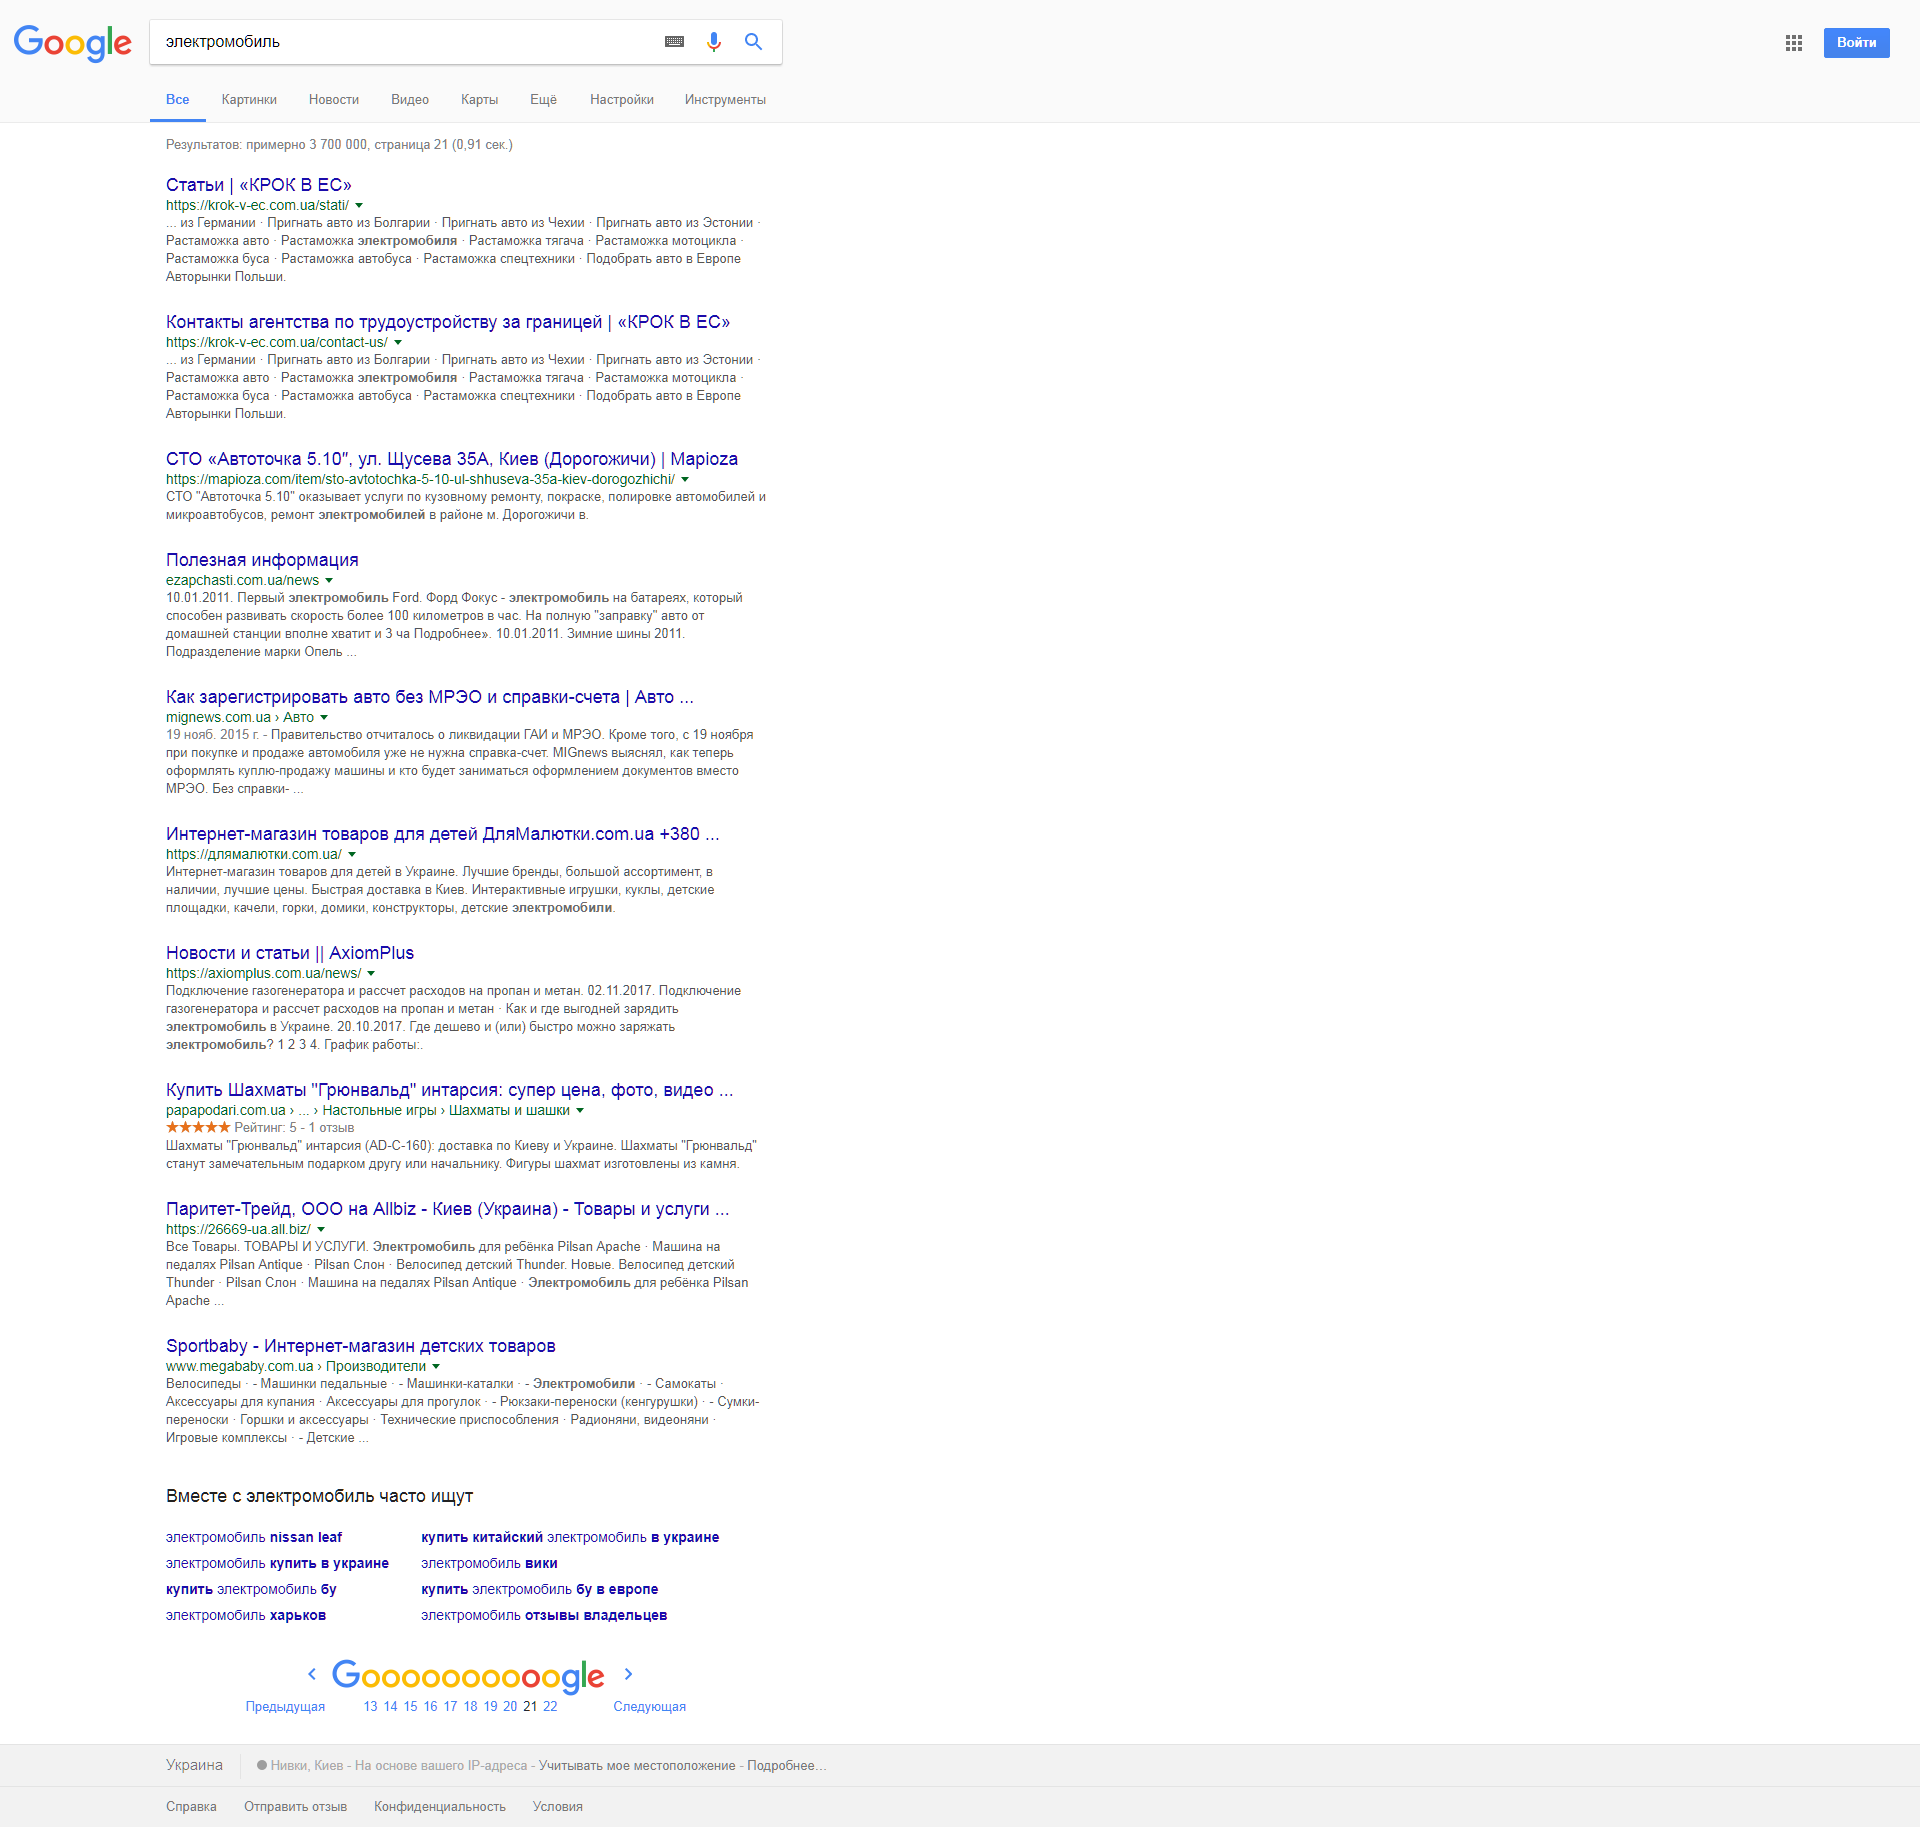 Google
электромобиль
Войти
Все Картинки Новости Видео Карты Ещё Настройки Инструменты
Результатов: примерно 3 700 000, страница 21 (0,91 сек.)
Статьи | «КРОК В ЕС»
https://krok-v-ec.com.ua/stati/
... из Германии · Пригнать авто из Болгарии · Пригнать авто из Чехии · Пригнать авто из Эстонии ·
Растаможка авто · Растаможка электромобиля · Растаможка тягача · Растаможка мотоцикла ·
Растаможка буса · Растаможка автобуса · Растаможка спецтехники · Подобрать авто в Европе
Авторынки Польши.
Контакты агентства по трудоустройству за границей | «КРОК В ЕС»
https://krok-v-ec.com.ua/contact-us/
... из Германии · Пригнать авто из Болгарии · Пригнать авто из Чехии · Пригнать авто из Эстонии ·
Растаможка авто · Растаможка электромобиля · Растаможка тягача · Растаможка мотоцикла ·
Растаможка буса · Растаможка автобуса · Растаможка спецтехники · Подобрать авто в Европе
Авторынки Польши.
СТО «Автоточка 5.10″, ул. Щусева 35А, Киев (Дорогожичи) | Mapioza
https://mapioza.com/item/sto-avtotochka-5-10-ul-shhuseva-35a-kiev-dorogozhichi/
СТО "Автоточка 5.10" оказывает услуги по кузовному ремонту, покраске, полировке автомобилей и
микроавтобусов, ремонт электромобилей в районе м. Дорогожичи в.
Полезная информация
ezapchasti.com.ua/news
10.01.2011. Первый электромобиль Ford. Форд Фокус - электромобиль на батареях, который
способен развивать скорость более 100 километров в час. На полную "заправку" авто от
домашней станции вполне хватит и 3 ча Подробнее». 10.01.2011. Зимние шины 2011.
Подразделение марки Опель ...
Как зарегистрировать авто без МРЭО и справки-счета | Авто ...
mignews.com.ua › Авто
19 нояб. 2015 г. - Правительство отчиталось о ликвидации ГАИ и МРЭО. Кроме того, с 19 ноября
при покупке и продаже автомобиля уже не нужна справка-счет. MIGnews выяснял, как теперь
оформлять куплю-продажу машины и кто будет заниматься оформлением документов вместо
МРЭО. Без справки- ...
Интернет-магазин товаров для детей ДляМалютки.com.ua +380 ...
https://длямалютки.com.ua/
Интернет-магазин товаров для детей в Украине. Лучшие бренды, большой ассортимент, в
наличии, лучшие цены. Быстрая доставка в Киев. Интерактивные игрушки, куклы, детские
площадки, качели, горки, домики, конструкторы, детские электромобили.
Новости и статьи || AxiomPlus
https://axiomplus.com.ua/news/
Подключение газогенератора и рассчет расходов на пропан и метан. 02.11.2017. Подключение
газогенератора и рассчет расходов на пропан и метан · Как и где выгодней зарядить
электромобиль в Украине. 20.10.2017. Где дешево и (или) быстро можно заряжать
электромобиль? 1 2 3 4. График работы:.
Купить Шахматы "Грюнвальд" интарсия: супер цена, фото, видео ...
papapodari.com.ua › ... › Настольные игры › Шахматы и шашки
★★★★★ Рейтинг: 5 - 1 отзыв
Шахматы "Грюнвальд" интарсия (AD-C-160): доставка по Киеву и Украине. Шахматы "Грюнвальд"
станут замечательным подарком другу или начальнику. Фигуры шахмат изготовлены из камня.
Паритет-Трейд, ООО на Allbiz - Киев (Украина) - Товары и услуги ...
https://26669-ua.all.biz/
Все Товары. ТОВАРЫ И УСЛУГИ. Электромобиль для ребёнка Pilsan Apache · Машина на
педалях Pilsan Antique · Pilsan Слон · Велосипед детский Thunder. Новые. Велосипед детский
Thunder · Pilsan Слон · Машина на педалях Pilsan Antique · Электромобиль для ребёнка Pilsan
Apache ...
Sportbaby - Интернет-магазин детских товаров
www.megababy.com.ua › Производители
Велосипеды · - Машинки педальные · - Машинки-каталки · - Электромобили · - Самокаты ·
Аксессуары для купания · Аксессуары для прогулок · - Рюкзаки-переноски (кенгурушки) · - Сумки-
переноски · Горшки и аксессуары · Технические приспособления · Радионяни, видеоняни ·
Игровые комплексы · - Детские ...
Вместе с электромобиль часто ищут
электромобиль nissan leaf купить китайский электромобиль в украине
электромобиль купить в украине электромобиль вики
купить электромобиль бу купить электромобиль бу в европе
электромобиль харьков электромобиль отзывы владельцев
Goooooooooogle
Предыдущая 13 14 15 16 17 18 19 20 21 22 Следующая
Украина Нивки, Киев - На основе вашего IP-адреса - Учитывать мое местоположение - Подробнее...
Справка Отправить отзыв Конфиденциальность Условия